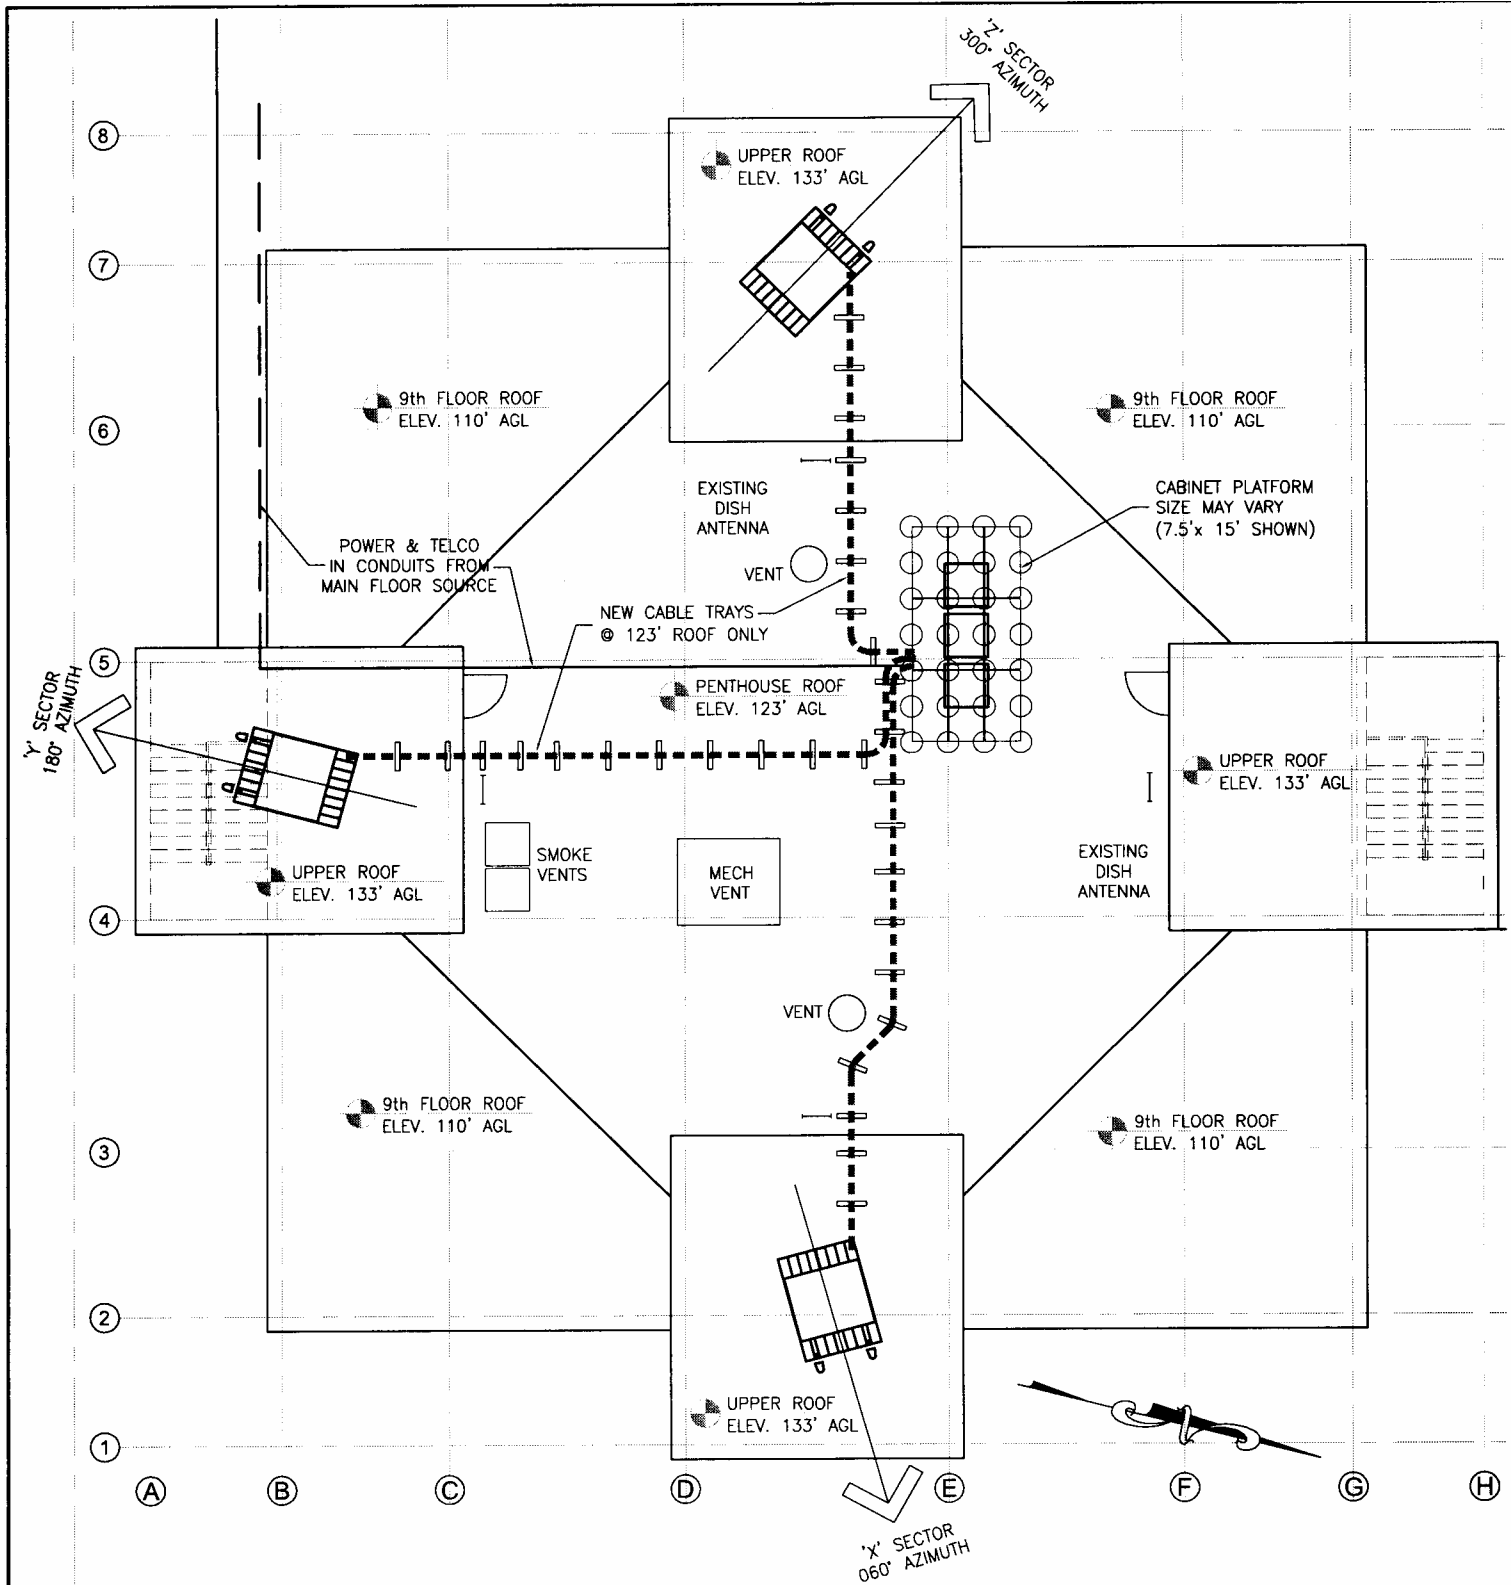 'Z' SECTOR
300° AZIMUTH
8
UPPER ROOF
ELEV. 133' AGL
7
9th FLOOR ROOF
ELEV. 110' AGL
9th FLOOR ROOF
ELEV. 110' AGL
6
EXISTING
DISH
ANTENNA
CABINET PLATFORM
SIZE MAY VARY
(7.5'x 15' SHOWN)
POWER & TELCO
IN CONDUITS FROM
MAIN FLOOR SOURCE
VENT
NEW CABLE TRAYS
@ 123' ROOF ONLY
5
PENTHOUSE ROOF
ELEV. 123' AGL
'Y' SECTOR
180° AZIMUTH
UPPER ROOF
ELEV. 133' AGL
SMOKE
VENTS
MECH
VENT
EXISTING
DISH
ANTENNA
UPPER ROOF
ELEV. 133' AGL
4
VENT
9th FLOOR ROOF
ELEV. 110' AGL
9th FLOOR ROOF
ELEV. 110' AGL
3
2
UPPER ROOF
ELEV. 133' AGL
1
N
A B C D E F G H
'X' SECTOR
060° AZIMUTH